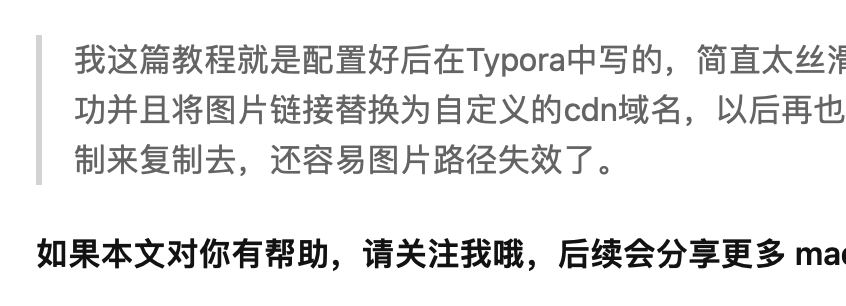 我这篇教程就是配置好后在Typora中写的，简直太丝滑
功并且将图片链接替换为自定义的cdn域名，以后再也
制来复制去，还容易图片路径失效了。
如果本文对你有帮助，请关注我哦，后续会分享更多 mac